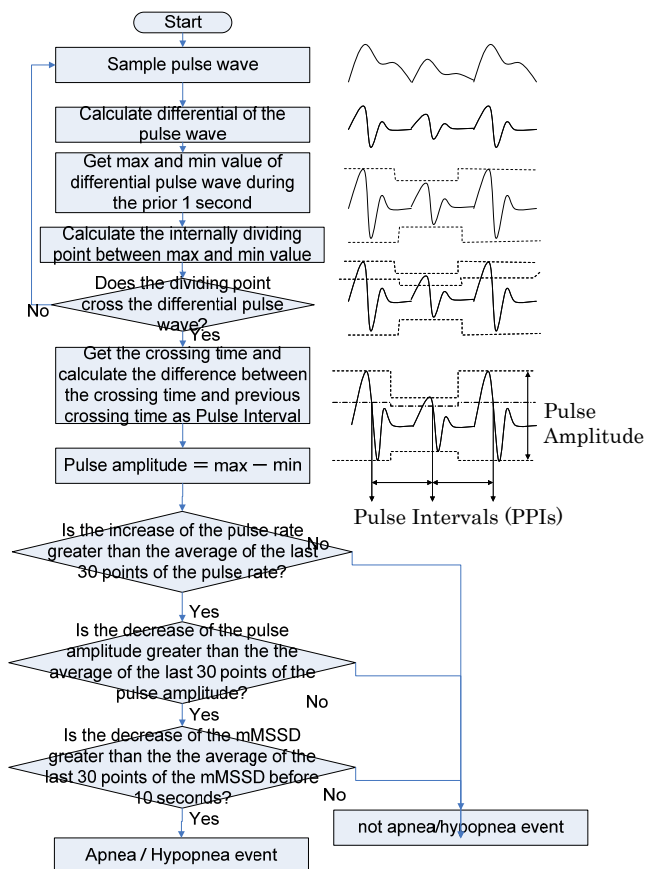 Start
Sample pulse wave
Calculate differential of the
pulse wave
Get max and min value of
differential pulse wave during
the prior 1 second
Calculate the internally dividing
point between max and min value
Does the dividing point
cross the differential pulse
wave?
No
Yes
Get the crossing time and
calculate the difference between
the crossing time and previous
crossing time as Pulse Interval
Pulse amplitude = max − min
Pulse
Amplitude
Pulse Intervals (PPIs)
Is the increase of the pulse rate
greater than the average of the last
30 points of the pulse rate?
No
Yes
Is the decrease of the pulse
amplitude greater than the the
average of the last 30 points of the
pulse amplitude?
No
Yes
Is the decrease of the mMSSD
greater than the the average of the
last 30 points of the mMSSD before
10 seconds?
No
Yes
not apnea/hypopnea event
Apnea / Hypopnea event